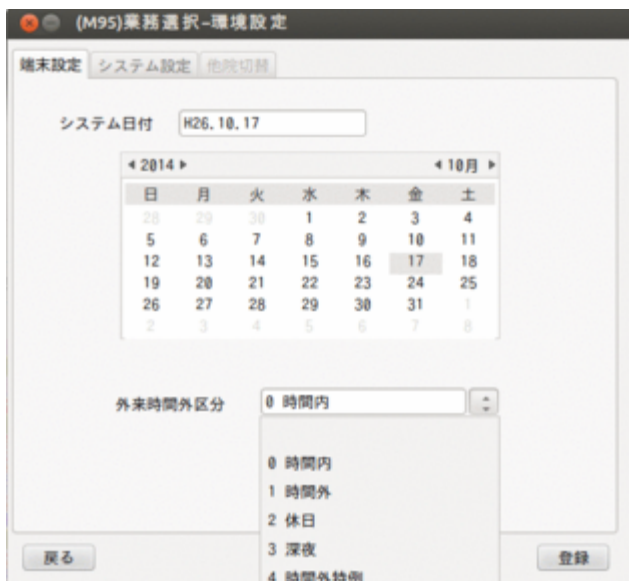 (M95)業務選択-環境設定
端末設定 システム設定 他院切替
システム日付 H26.10.17
2014 10月
日 月 火 水 木 金 土
28 29 30 1 2 3 4
5 6 7 8 9 10 11
12 13 14 15 16 17 18
19 20 21 22 23 24 25
26 27 28 29 30 31 1
2 3 4 5 6 7 8
外来時間外区分 0 時間内
0 時間内
1 時間外
2 休日
3 深夜
戻る 登録
4 時間外特例